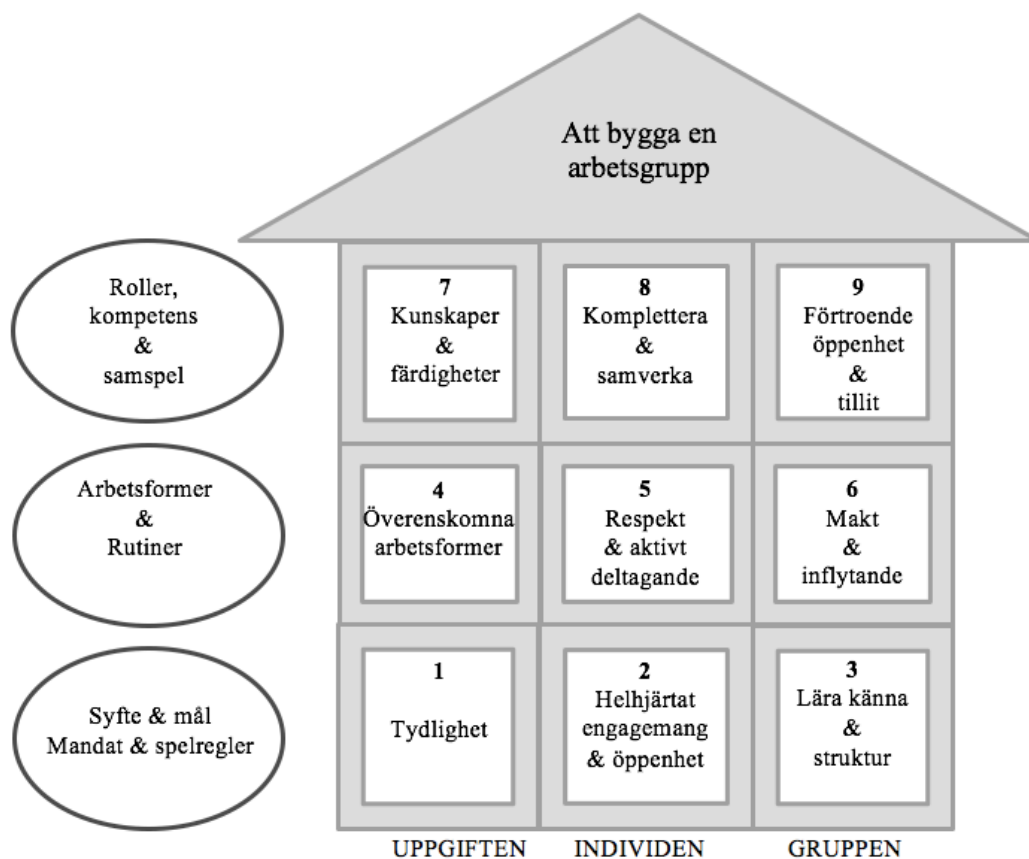 Att bygga en
arbetsgrupp
Roller,
kompetens
&
samspel
7
Kunskaper
&
färdigheter
8
Komplettera
&
samverka
9
Förtroende
öppenhet
&
tillit
Arbetsformer
&
Rutiner
4
Överenskomna
arbetsformer
5
Respekt
& aktivt
deltagande
6
Makt
&
inflytande
Syfte & mål
Mandat & spelregler
1
Tydlighet
2
Helhjärtat
engagemang
& öppenhet
3
Lära känna
&
struktur
UPPGIFTEN INDIVIDEN GRUPPEN